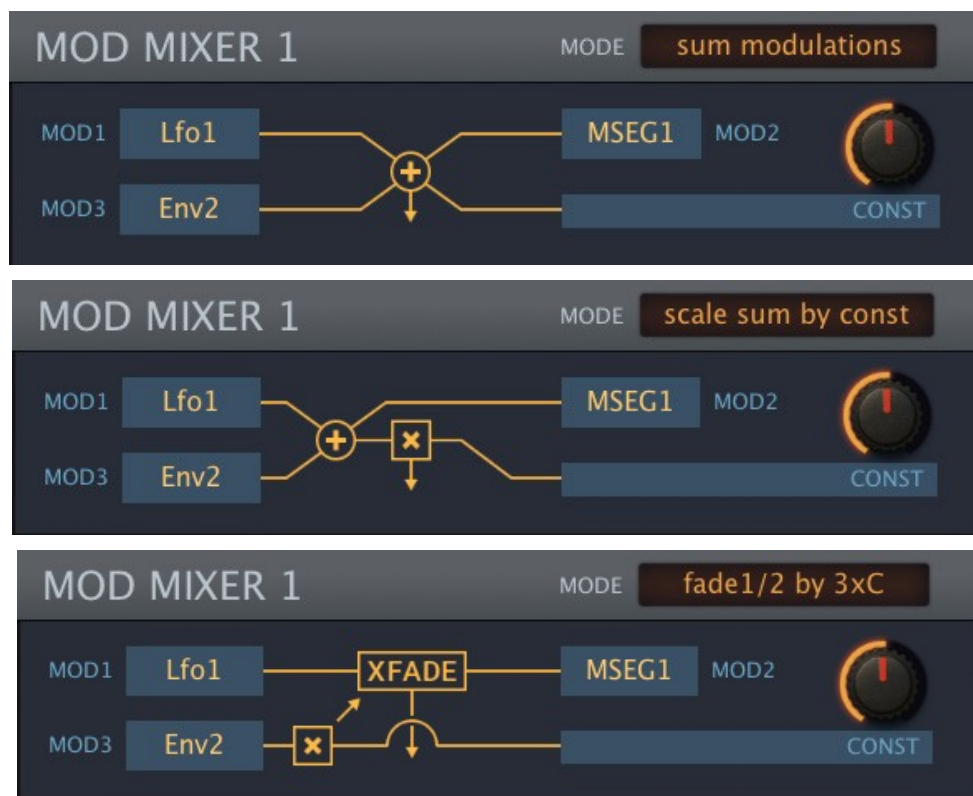 MOD MIXER 1 MODE sum modulations
MOD1 Lfo1 MSEG1 MOD2
+
MOD3 Env2 CONST
MOD MIXER 1 MODE scale sum by const
MOD1 Lfo1 MSEG1 MOD2
+ ×
MOD3 Env2 CONST
MOD MIXER 1 MODE fade1/2 by 3xC
MOD1 Lfo1 XFADE MSEG1 MOD2
MOD3 Env2 × CONST